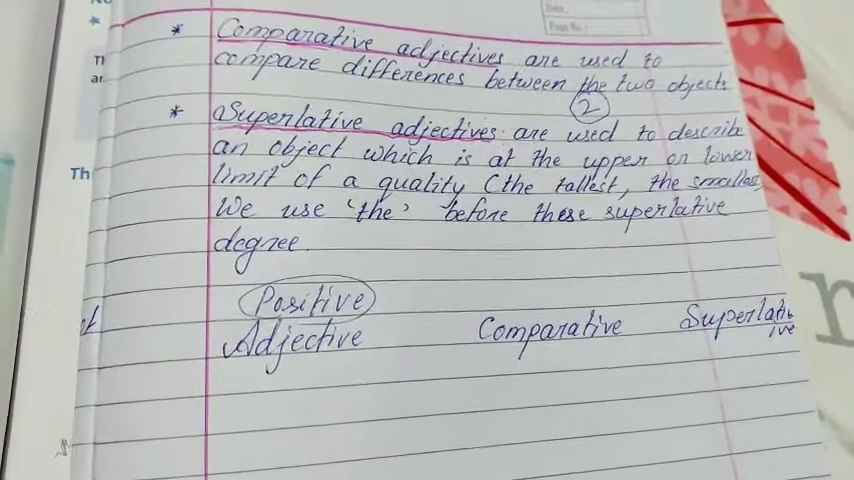 * Comparative adjectives are used to
compare differences between the two objects
2
* Superlative adjectives are used to describe
an object which is at the upper or lower
limit of a quality (the tallest, the smallest,
We use 'the' before these superlative
degree.
Positive
Adjective Comparative Superlative
Th
of